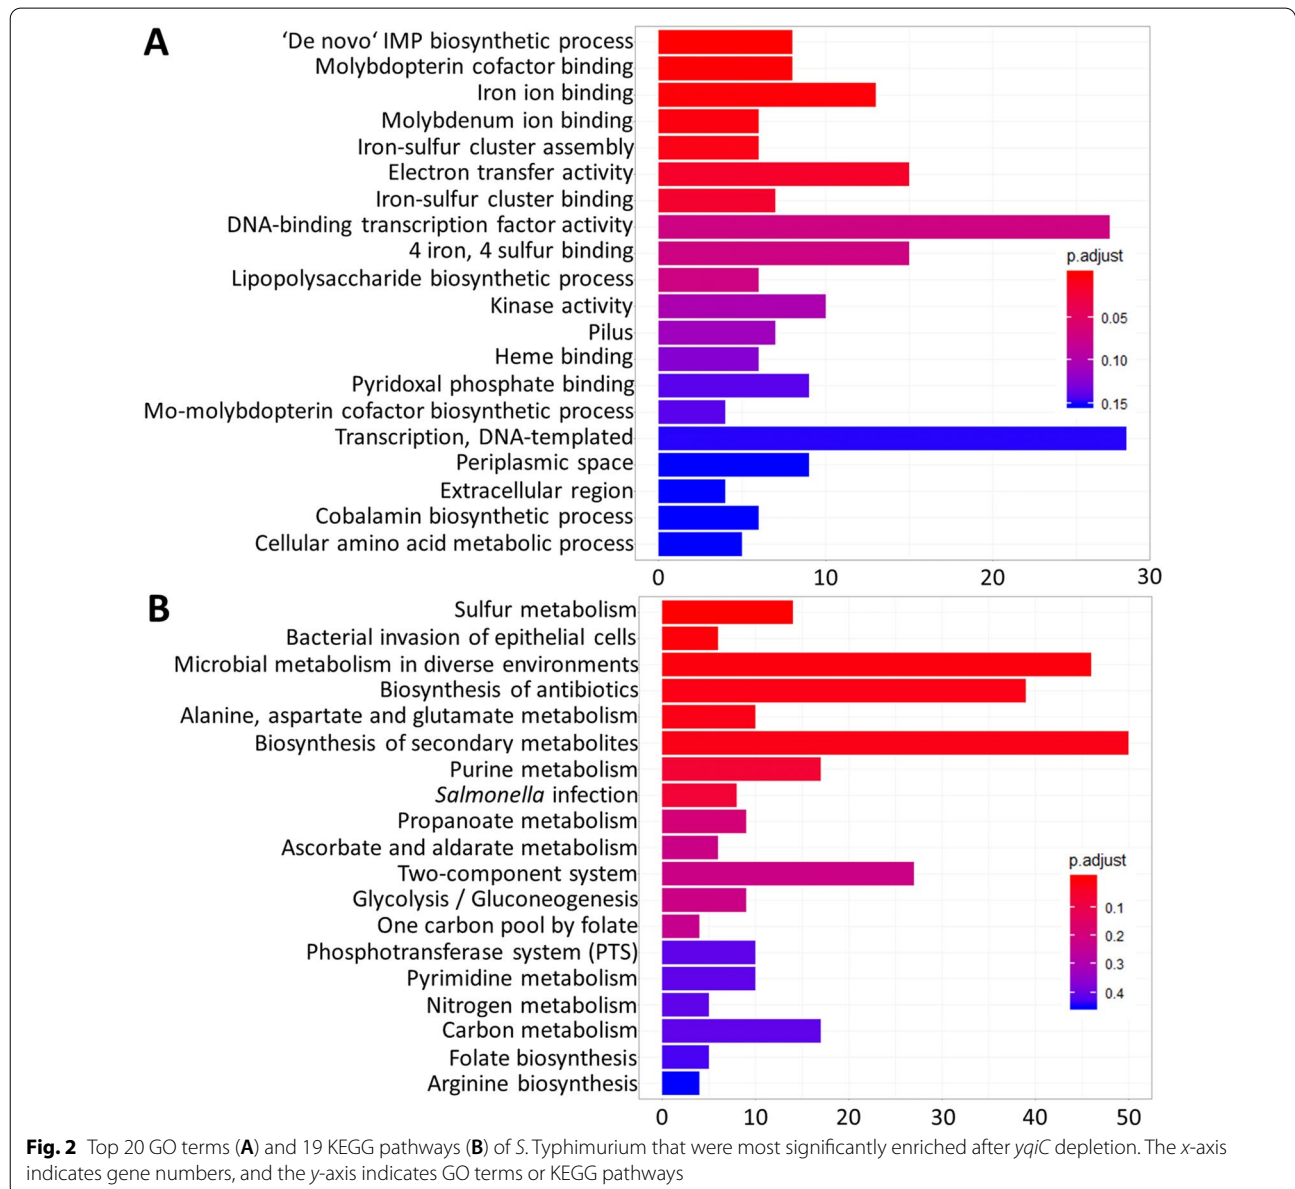 A
‘De novo‘ IMP biosynthetic process
Molybdopterin cofactor binding
Iron ion binding
Molybdenum ion binding
Iron-sulfur cluster assembly
Electron transfer activity
Iron-sulfur cluster binding
DNA-binding transcription factor activity
4 iron, 4 sulfur binding
Lipopolysaccharide biosynthetic process
Kinase activity
Pilus
Heme binding
Pyridoxal phosphate binding
Mo-molybdopterin cofactor biosynthetic process
Transcription, DNA-templated
Periplasmic space
Extracellular region
Cobalamin biosynthetic process
Cellular amino acid metabolic process
p.adjust
0.05
0.10
0.15
0 10 20 30
B
Sulfur metabolism
Bacterial invasion of epithelial cells
Microbial metabolism in diverse environments
Biosynthesis of antibiotics
Alanine, aspartate and glutamate metabolism
Biosynthesis of secondary metabolites
Purine metabolism
Salmonella infection
Propanoate metabolism
Ascorbate and aldarate metabolism
Two-component system
Glycolysis / Gluconeogenesis
One carbon pool by folate
Phosphotransferase system (PTS)
Pyrimidine metabolism
Nitrogen metabolism
Carbon metabolism
Folate biosynthesis
Arginine biosynthesis
p.adjust
0.1
0.2
0.3
0.4
0 10 20 30 40 50
Fig. 2 Top 20 GO terms (A) and 19 KEGG pathways (B) of S. Typhimurium that were most significantly enriched after yqiC depletion. The x-axis
indicates gene numbers, and the y-axis indicates GO terms or KEGG pathways